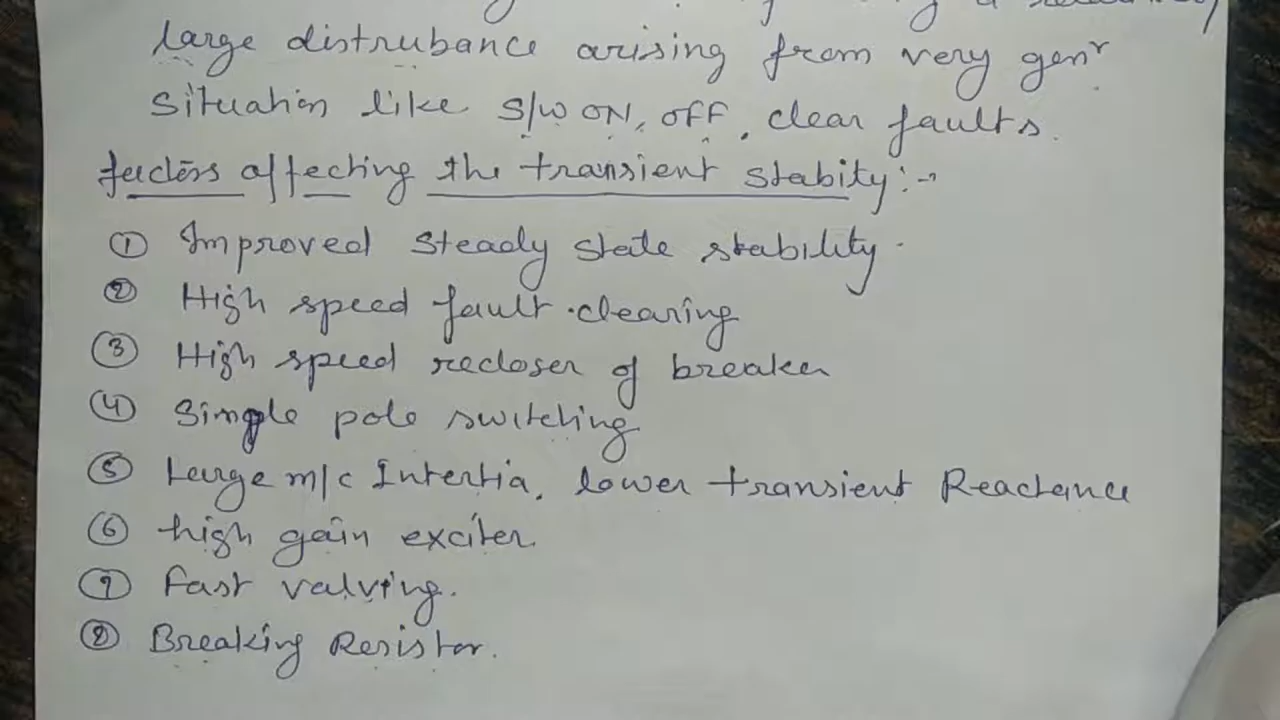 large distrubance arising from very genr
situation like S/W ON, OFF, clear faults.
factors affecting the transient stabity:-
① Improved steady state stability.
② High speed fault clearing
③ High speed recloser of breaker
④ Single pole switching
⑤ Large m/c Intertia, lower transient Reactance
⑥ high gain exciter.
⑦ Fast valving.
⑧ Breaking Resistor.